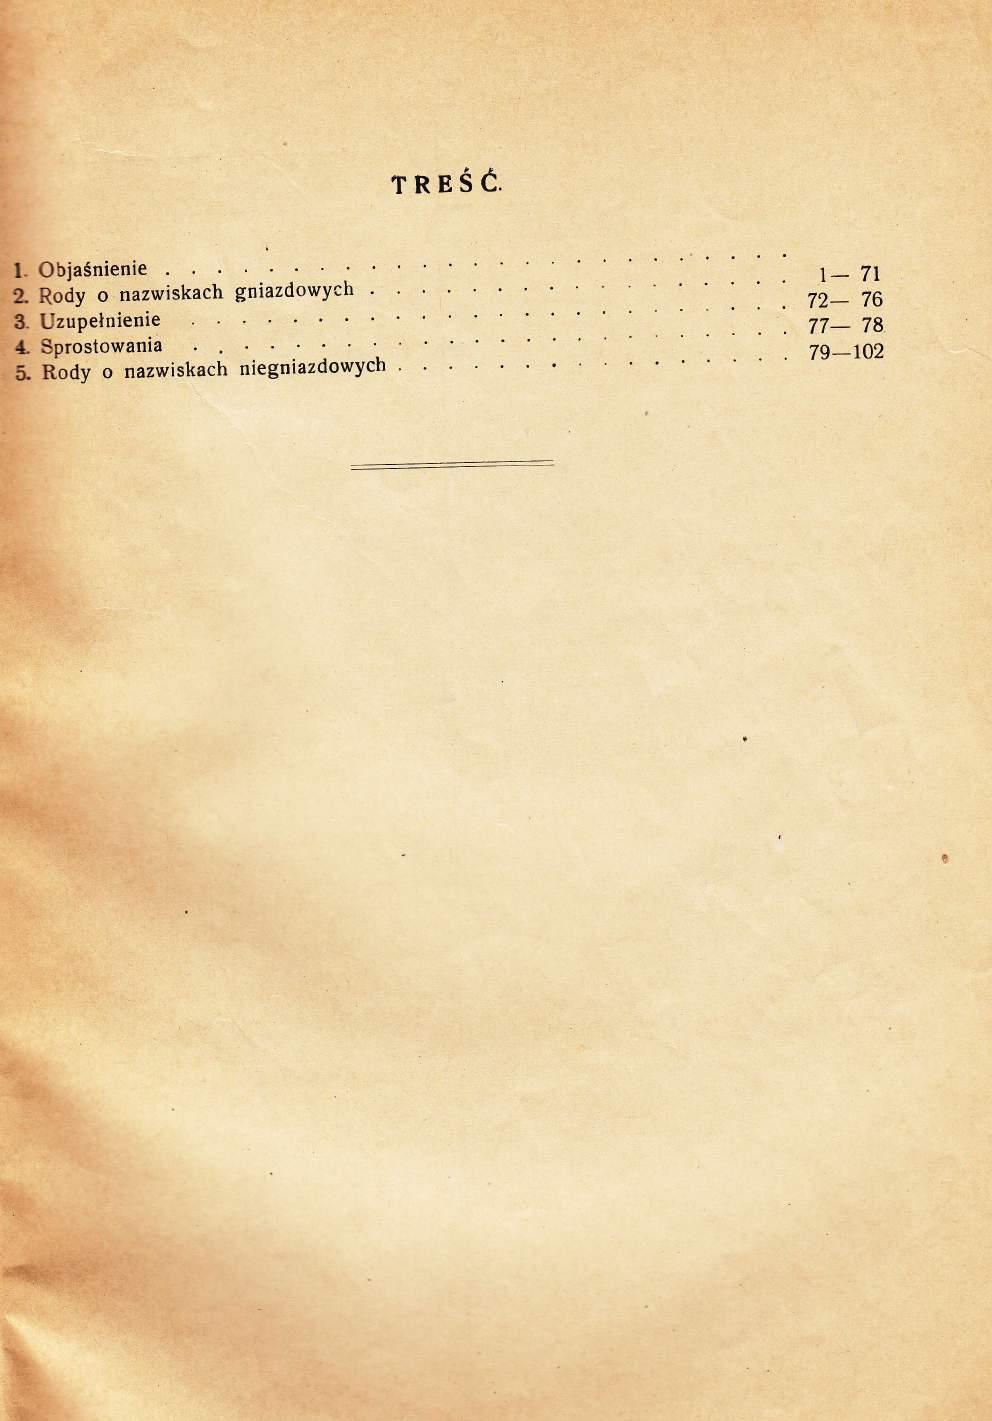 TREŚĆ.
1. Objaśnienie . . . . . . . . . . . . . . . . . . . . . . . . .
2. Rody o nazwiskach gniazdowych . . . . . . . . . . . . . . . . . 1— 71
3. Uzupełnienie . . . . . . . . . . . . . . . . . . . . . . . . 72— 76
4. Sprostowania . . . . . . . . . . . . . . . . . . . . . . . . 77— 78
5. Rody o nazwiskach niegniazdowych . . . . . . . . . . . . . . . . 79—102